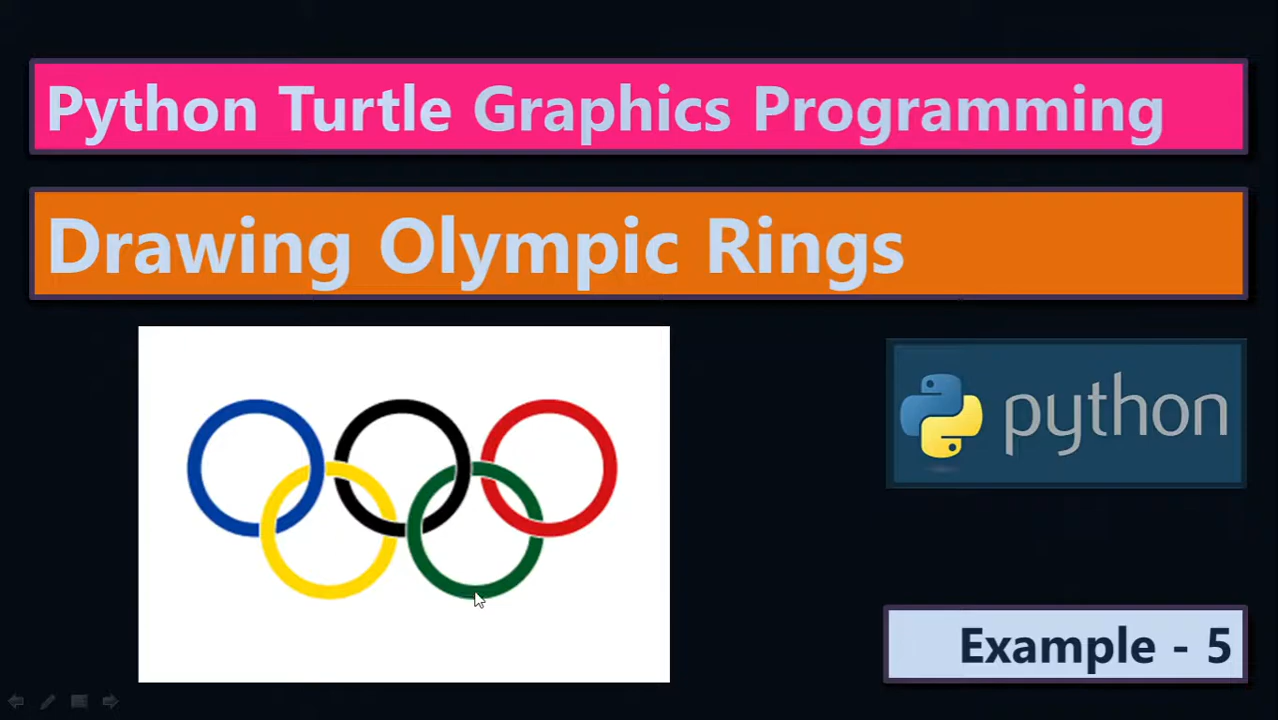 Python Turtle Graphics Programming
Drawing Olympic Rings
python
Example - 5